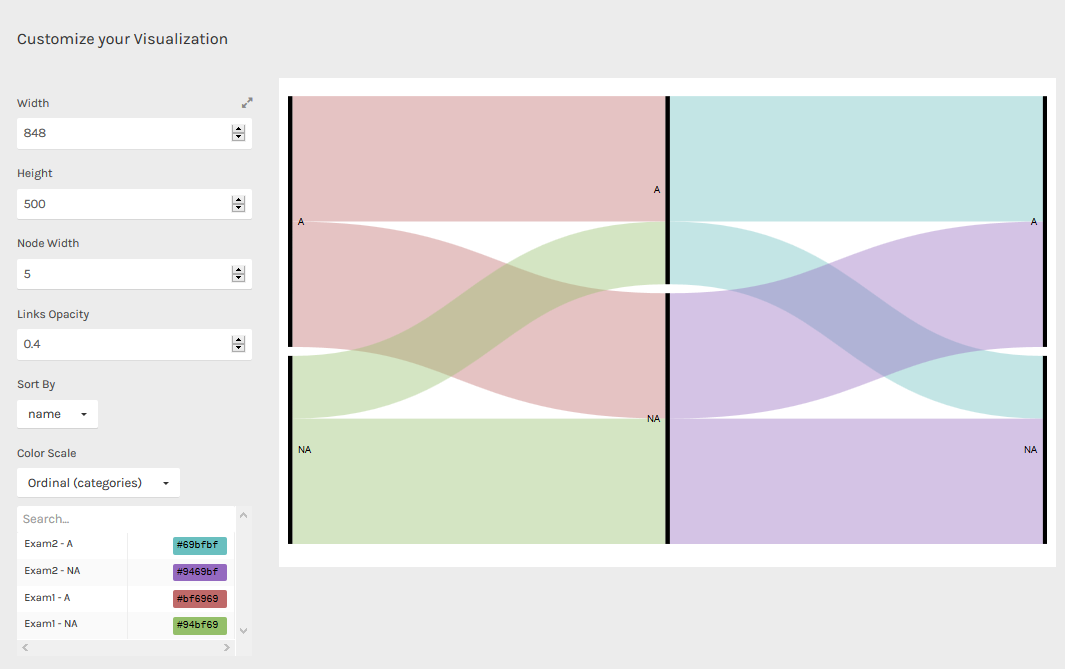 Customize your Visualization
Width
848
Height
500
Node Width
5
Links Opacity
0.4
Sort By
name
Color Scale
Ordinal (categories)
Search...
Exam2 - A #69bfbf
Exam2 - NA #9469bf
Exam1 - A #bf6969
Exam1 - NA #94bf69
A
NA
A
NA
A
NA